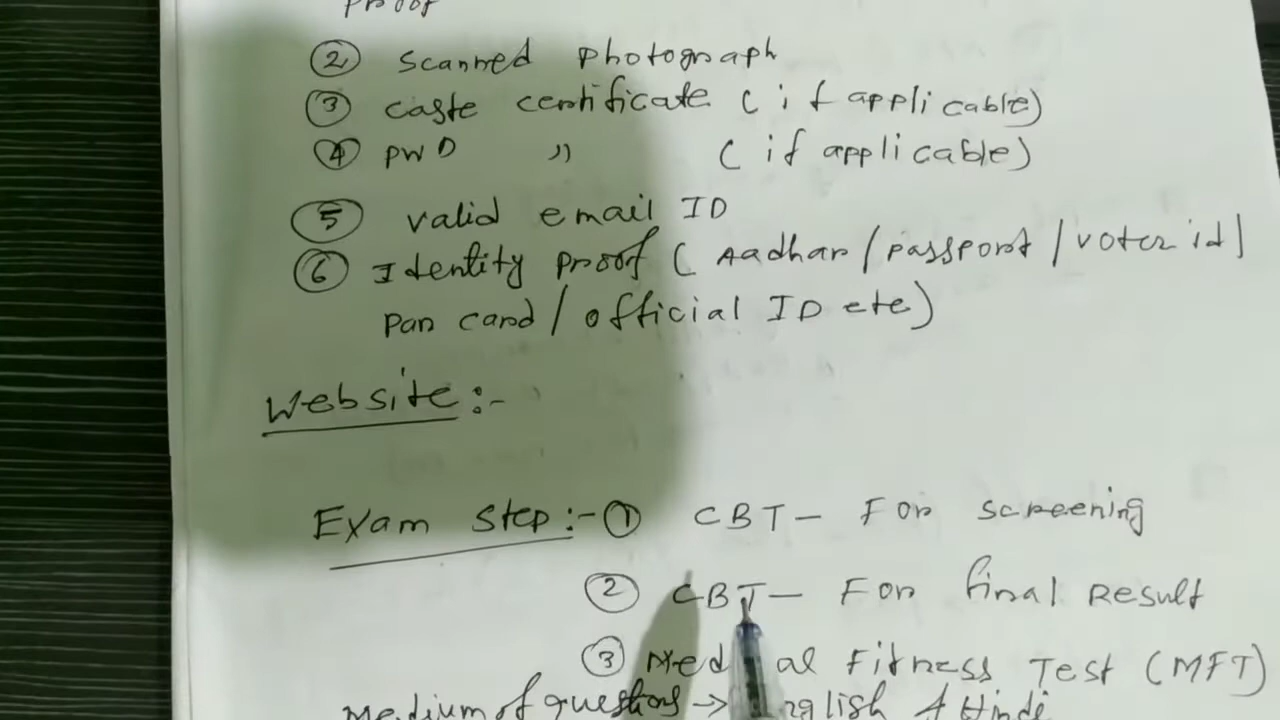 Proof
② scanned photograph
③ caste certificate (if applicable)
④ PWD " (if applicable)
⑤ valid email ID
⑥ Identity proof (Aadhar/passport/voter id/
pan card/official ID etc)
Website:-
Exam Step:- ① CBT- For screening
② CBT- For final Result
③ Medical Fitness Test (MFT)
Medium of questions → English & Hindi